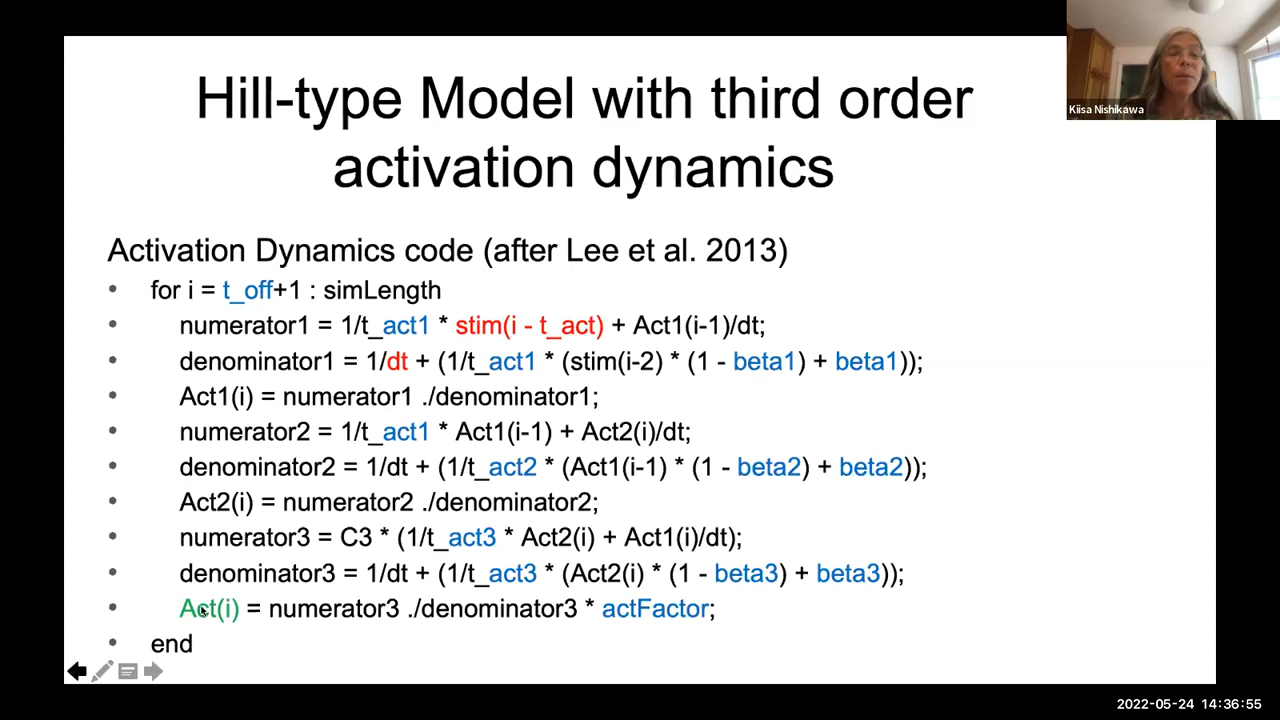 Hill-type Model with third order
activation dynamics
Kiisa Nishikawa
Activation Dynamics code (after Lee et al. 2013)
• for i = t_off+1 : simLength
• numerator1 = 1/t_act1 * stim(i - t_act) + Act1(i-1)/dt;
• denominator1 = 1/dt + (1/t_act1 * (stim(i-2) * (1 - beta1) + beta1));
• Act1(i) = numerator1 ./denominator1;
• numerator2 = 1/t_act1 * Act1(i-1) + Act2(i)/dt;
• denominator2 = 1/dt + (1/t_act2 * (Act1(i-1) * (1 - beta2) + beta2));
• Act2(i) = numerator2 ./denominator2;
• numerator3 = C3 * (1/t_act3 * Act2(i) + Act1(i)/dt);
• denominator3 = 1/dt + (1/t_act3 * (Act2(i) * (1 - beta3) + beta3));
• Act(i) = numerator3 ./denominator3 * actFactor;
• end
2022-05-24 14:36:55